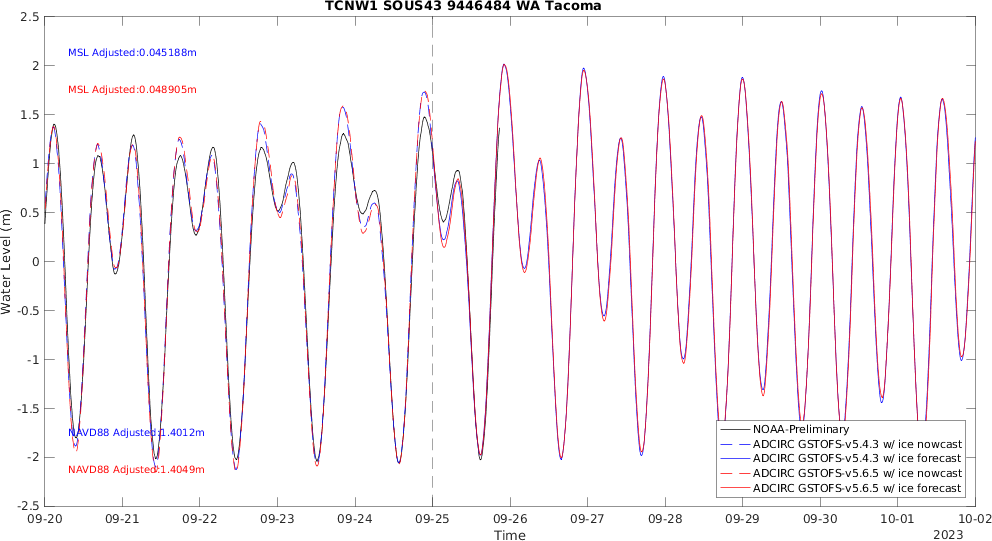 TCNW1 SOUS43 9446484 WA Tacoma
MSL Adjusted:0.045188m
MSL Adjusted:0.048905m
NAVD88 Adjusted:1.4012m
NAVD88 Adjusted:1.4049m
Water Level (m)
2.5
2
1.5
1
0.5
0
-0.5
-1
-1.5
-2
-2.5
NOAA-Preliminary
ADCIRC GSTOFS-v5.4.3 w/ ice nowcast
ADCIRC GSTOFS-v5.4.3 w/ ice forecast
ADCIRC GSTOFS-v5.6.5 w/ ice nowcast
ADCIRC GSTOFS-v5.6.5 w/ ice forecast
09-20 09-21 09-22 09-23 09-24 09-25 09-26 09-27 09-28 09-29 09-30 10-01 10-02
Time
2023